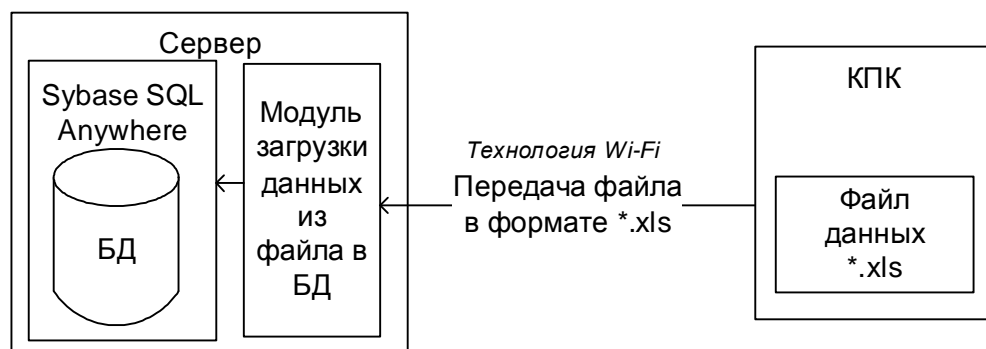 Сервер
Sybase SQL
Anywhere
БД
Модуль
загрузки
данных
из
файла в
БД
Технология Wi-Fi
Передача файла
в формате *.xls
КПК
Файл
данных
*.xls